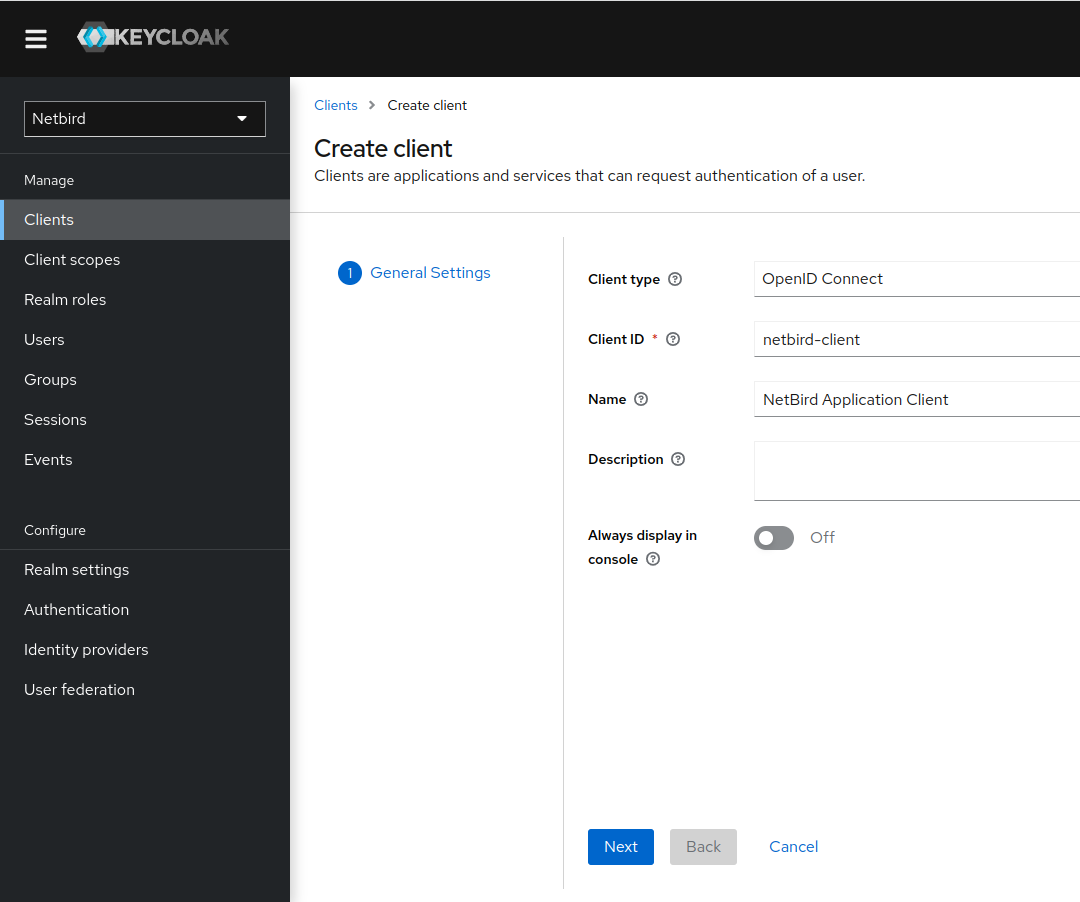 KEYCLOAK
Netbird
Manage
Clients
Client scopes
Realm roles
Users
Groups
Sessions
Events
Configure
Realm settings
Authentication
Identity providers
User federation
Clients > Create client
Create client
Clients are applications and services that can request authentication of a user.
1 General Settings
Client type ? OpenID Connect
Client ID * ? netbird-client
Name ? NetBird Application Client
Description ?
Always display in
console ? Off
Next Back Cancel